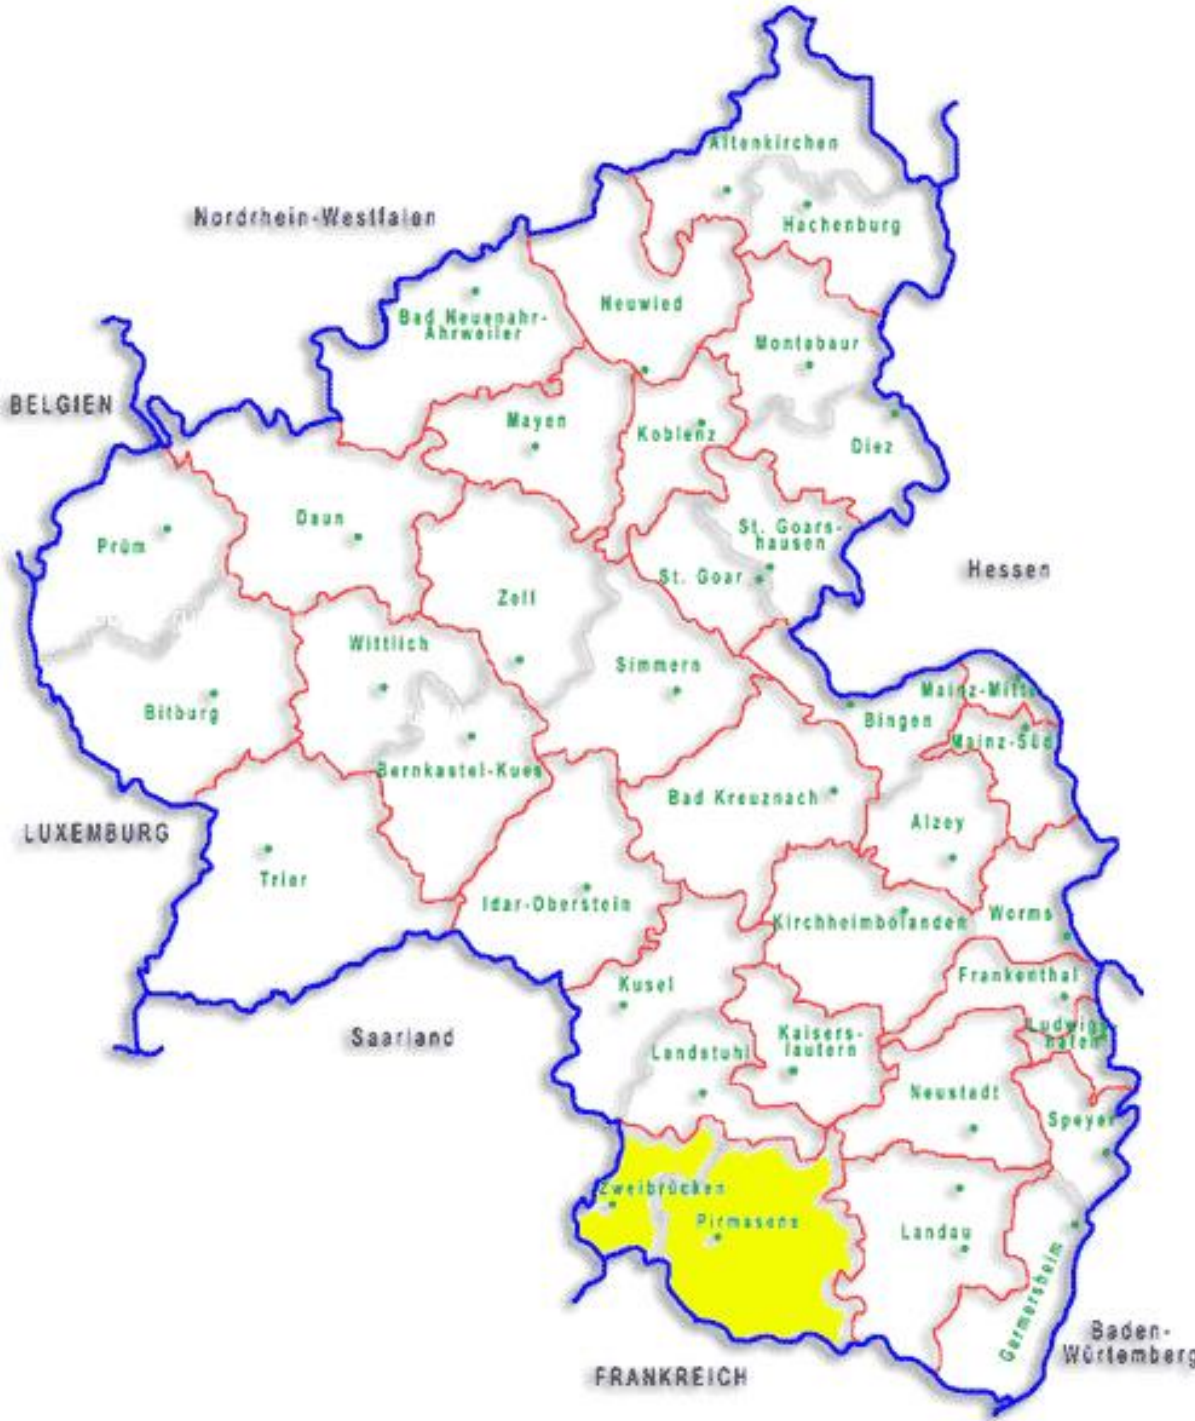 Altenkirchen
Nordrhein-Westfalen
Hachenburg
Neuwied
Bad Neuenahr-
Ahrweiler
Montabaur
BELGIEN
Mayen
Koblenz
Diez
Daun
St. Goars-
hausen
Prüm
Hessen
St. Goar
Zell
Wittlich
Simmern
Mainz-Mitte
Bitburg
Bingen
Mainz-Süd
Bernkastel-Kues
Bad Kreuznach
Alzey
LUXEMBURG
Trier
Idar-Oberstein
Worms
Kirchheimbolanden
Frankenthal
Kusel
Saarland
Kaisers-
lautern
Ludwigs-
hafen
Landstuhl
Neustadt
Speyer
Zweibrücken
Pirmasens
Landau
Germersheim
Baden-
Würtemberg
FRANKREICH